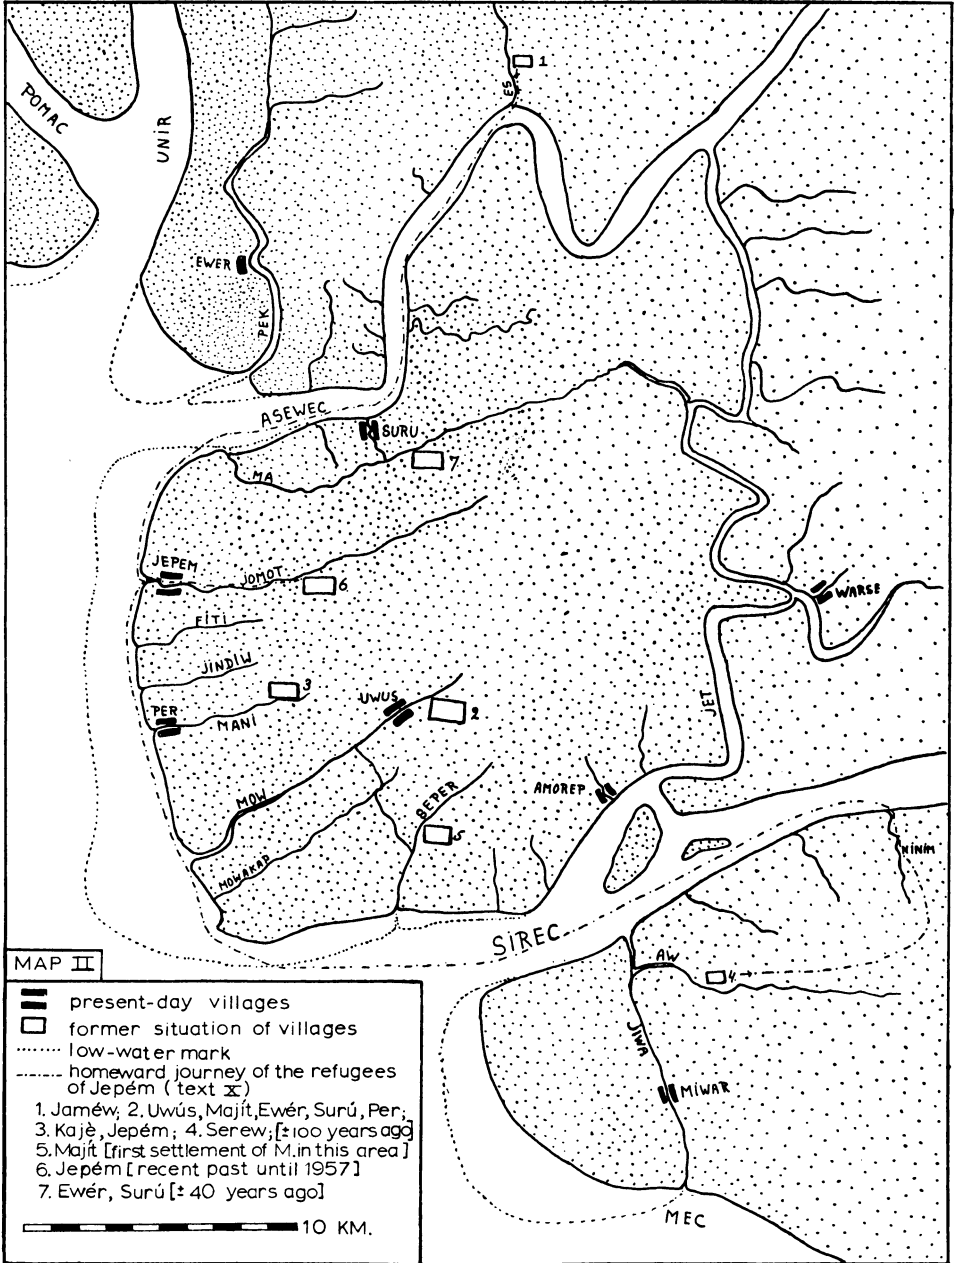 POMAC
UNIR
ES
1
EWER
PEK
ASEWEC
SURU
7
MA
JEPEM
JOMOT
6
FITI
JINDIW
3
PER
MANI
UWUS
2
MOW
MOWAKAP
BEPER
5
AMOREP
JET
WARSE
NINIM
SIREC
AW
4
JIWA
MIWAR
MEC
MAP II
present-day villages
former situation of villages
low-water mark
homeward journey of the refugees
of Jepém (text X)
1. Jaméw; 2. Uwús, Majít, Ewér, Surú, Per;
3. Kajè, Jepém; 4. Serew; [±100 years ago]
5. Majít [first settlement of M. in this area]
6. Jepém [recent past until 1957]
7. Ewér, Surú [± 40 years ago]
10 KM.